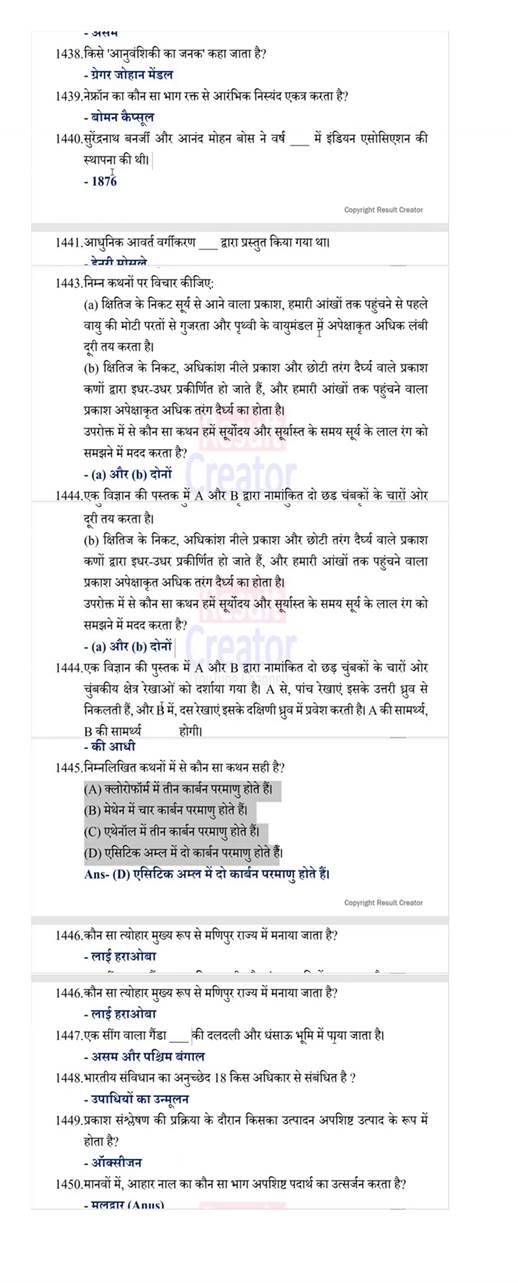 - असम
1438.किसे 'आनुवंशिकी का जनक' कहा जाता है?
- ग्रेगर जोहान मेंडल
1439.नेफ्रॉन का कौन सा भाग रक्त से आरंभिक निस्यंद एकत्र करता है?
- बोमन कैप्सूल
1440.सुरेंद्रनाथ बनर्जी और आनंद मोहन बोस ने वर्ष ___ में इंडियन एसोसिएशन की
स्थापना की थी।
- 1876
Copyright Result Creator
1441.आधुनिक आवर्त वर्गीकरण ___ द्वारा प्रस्तुत किया गया था।
- हेनरी मोसले
1443.निम्न कथनों पर विचार कीजिए:
(a) क्षितिज के निकट सूर्य से आने वाला प्रकाश, हमारी आंखों तक पहुंचने से पहले
वायु की मोटी परतों से गुजरता और पृथ्वी के वायुमंडल में अपेक्षाकृत अधिक लंबी
दूरी तय करता है।
(b) क्षितिज के निकट, अधिकांश नीले प्रकाश और छोटी तरंग दैर्ध्य वाले प्रकाश
कणों द्वारा इधर-उधर प्रकीर्णित हो जाते हैं, और हमारी आंखों तक पहुंचने वाला
प्रकाश अपेक्षाकृत अधिक तरंग दैर्ध्य का होता है।
उपरोक्त में से कौन सा कथन हमें सूर्योदय और सूर्यास्त के समय सूर्य के लाल रंग को
समझने में मदद करता है?
- (a) और (b) दोनों
1444.एक विज्ञान की पुस्तक में A और B द्वारा नामांकित दो छड़ चुंबकों के चारों ओर
दूरी तय करता है।
(b) क्षितिज के निकट, अधिकांश नीले प्रकाश और छोटी तरंग दैर्ध्य वाले प्रकाश
कणों द्वारा इधर-उधर प्रकीर्णित हो जाते हैं, और हमारी आंखों तक पहुंचने वाला
प्रकाश अपेक्षाकृत अधिक तरंग दैर्ध्य का होता है।
उपरोक्त में से कौन सा कथन हमें सूर्योदय और सूर्यास्त के समय सूर्य के लाल रंग को
समझने में मदद करता है?
- (a) और (b) दोनों
1444.एक विज्ञान की पुस्तक में A और B द्वारा नामांकित दो छड़ चुंबकों के चारों ओर
चुंबकीय क्षेत्र रेखाओं को दर्शाया गया है। A से, पांच रेखाएं इसके उत्तरी ध्रुव से
निकलती हैं, और B में, दस रेखाएं इसके दक्षिणी ध्रुव में प्रवेश करती है। A की सामर्थ्य,
B की सामर्थ्य होगी।
- की आधी
1445.निम्नलिखित कथनों में से कौन सा कथन सही है?
(A) क्लोरोफॉर्म में तीन कार्बन परमाणु होते हैं।
(B) मेथेन में चार कार्बन परमाणु होते हैं।
(C) एथेनॉल में तीन कार्बन परमाणु होते हैं।
(D) एसिटिक अम्ल में दो कार्बन परमाणु होते हैं।
Ans- (D) एसिटिक अम्ल में दो कार्बन परमाणु होते हैं।
Copyright Result Creator
1446.कौन सा त्योहार मुख्य रूप से मणिपुर राज्य में मनाया जाता है?
- लाई हराओबा
1446.कौन सा त्योहार मुख्य रूप से मणिपुर राज्य में मनाया जाता है?
- लाई हराओबा
1447.एक सींग वाला गैंडा ___ की दलदली और धंसाऊ भूमि में पाया जाता है।
- असम और पश्चिम बंगाल
1448.भारतीय संविधान का अनुच्छेद 18 किस अधिकार से संबंधित है ?
- उपाधियों का उन्मूलन
1449.प्रकाश संश्लेषण की प्रक्रिया के दौरान किसका उत्पादन अपशिष्ट उत्पाद के रूप में
होता है?
- ऑक्सीजन
1450.मानवों में, आहार नाल का कौन सा भाग अपशिष्ट पदार्थ का उत्सर्जन करता है?
- मलद्वार (Anus)